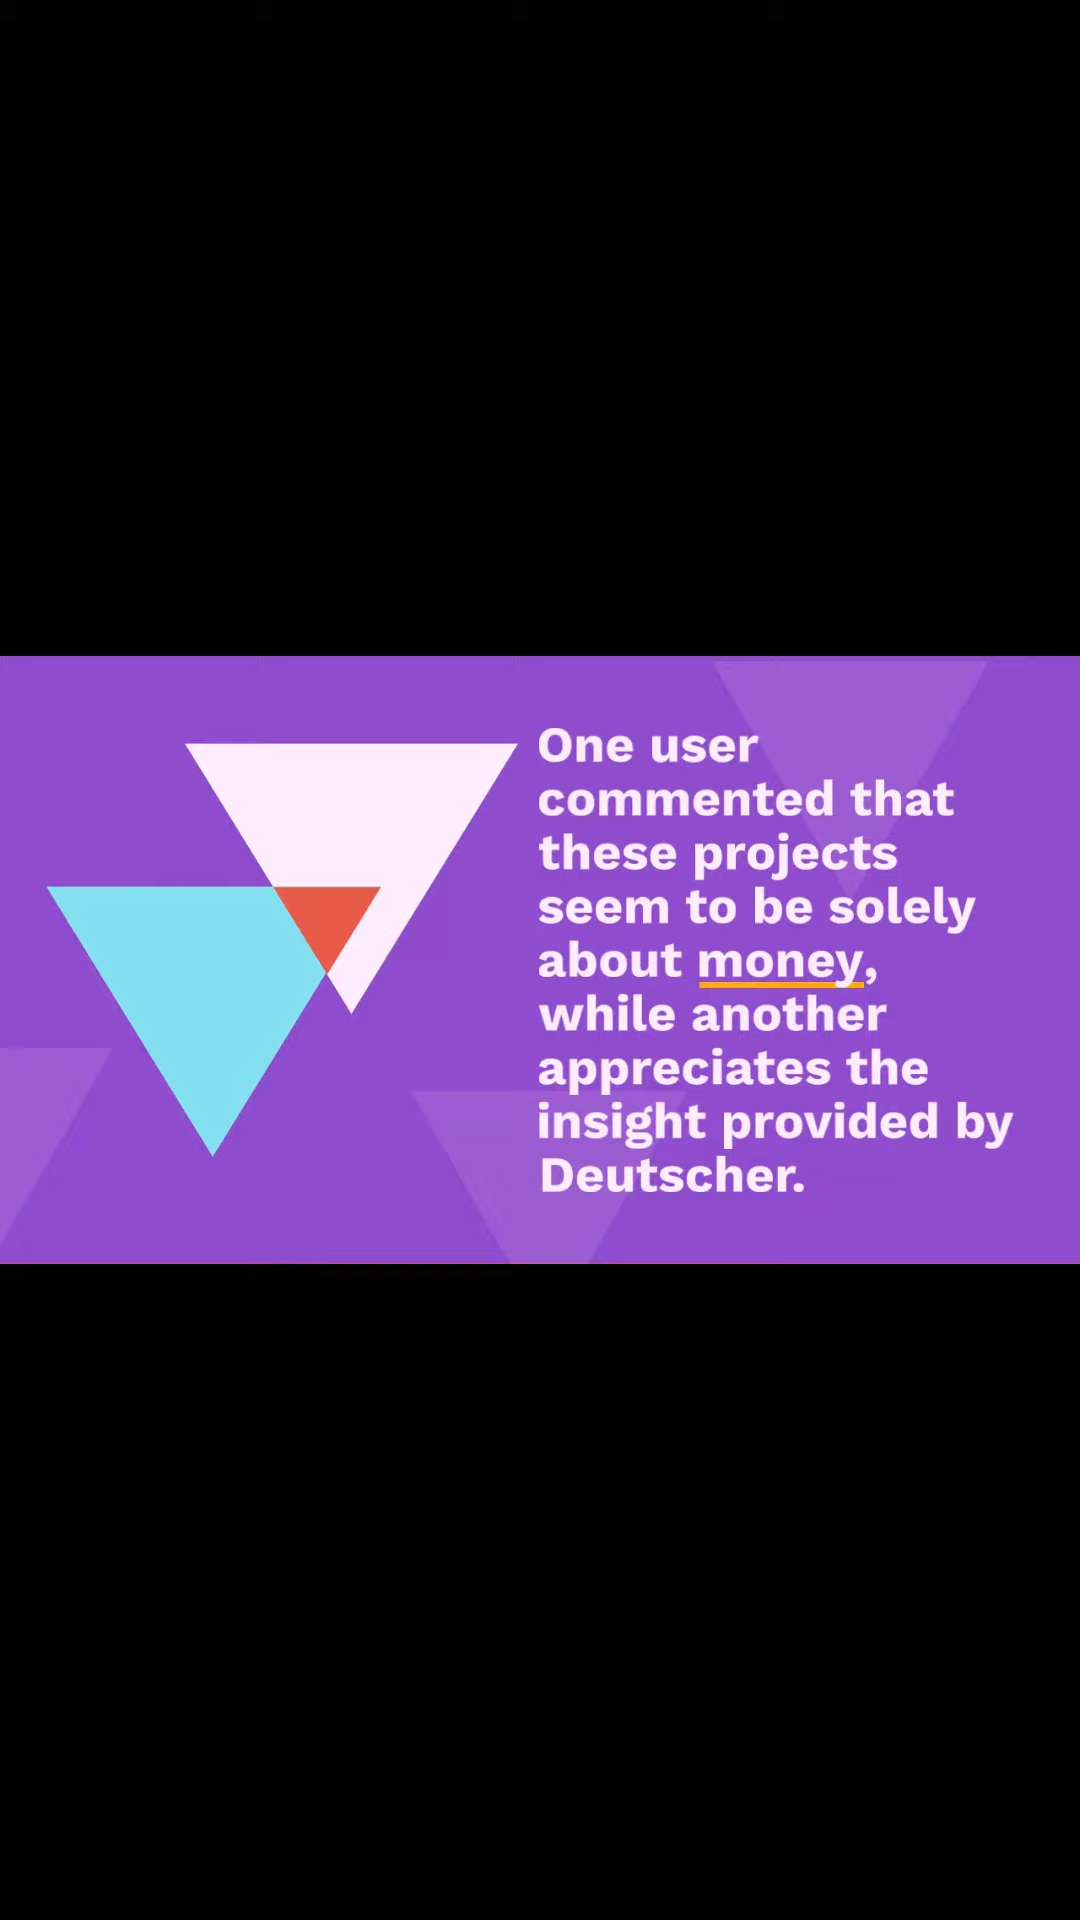 One user
commented that
these projects
seem to be solely
about money,
while another
appreciates the
insight provided by
Deutscher.